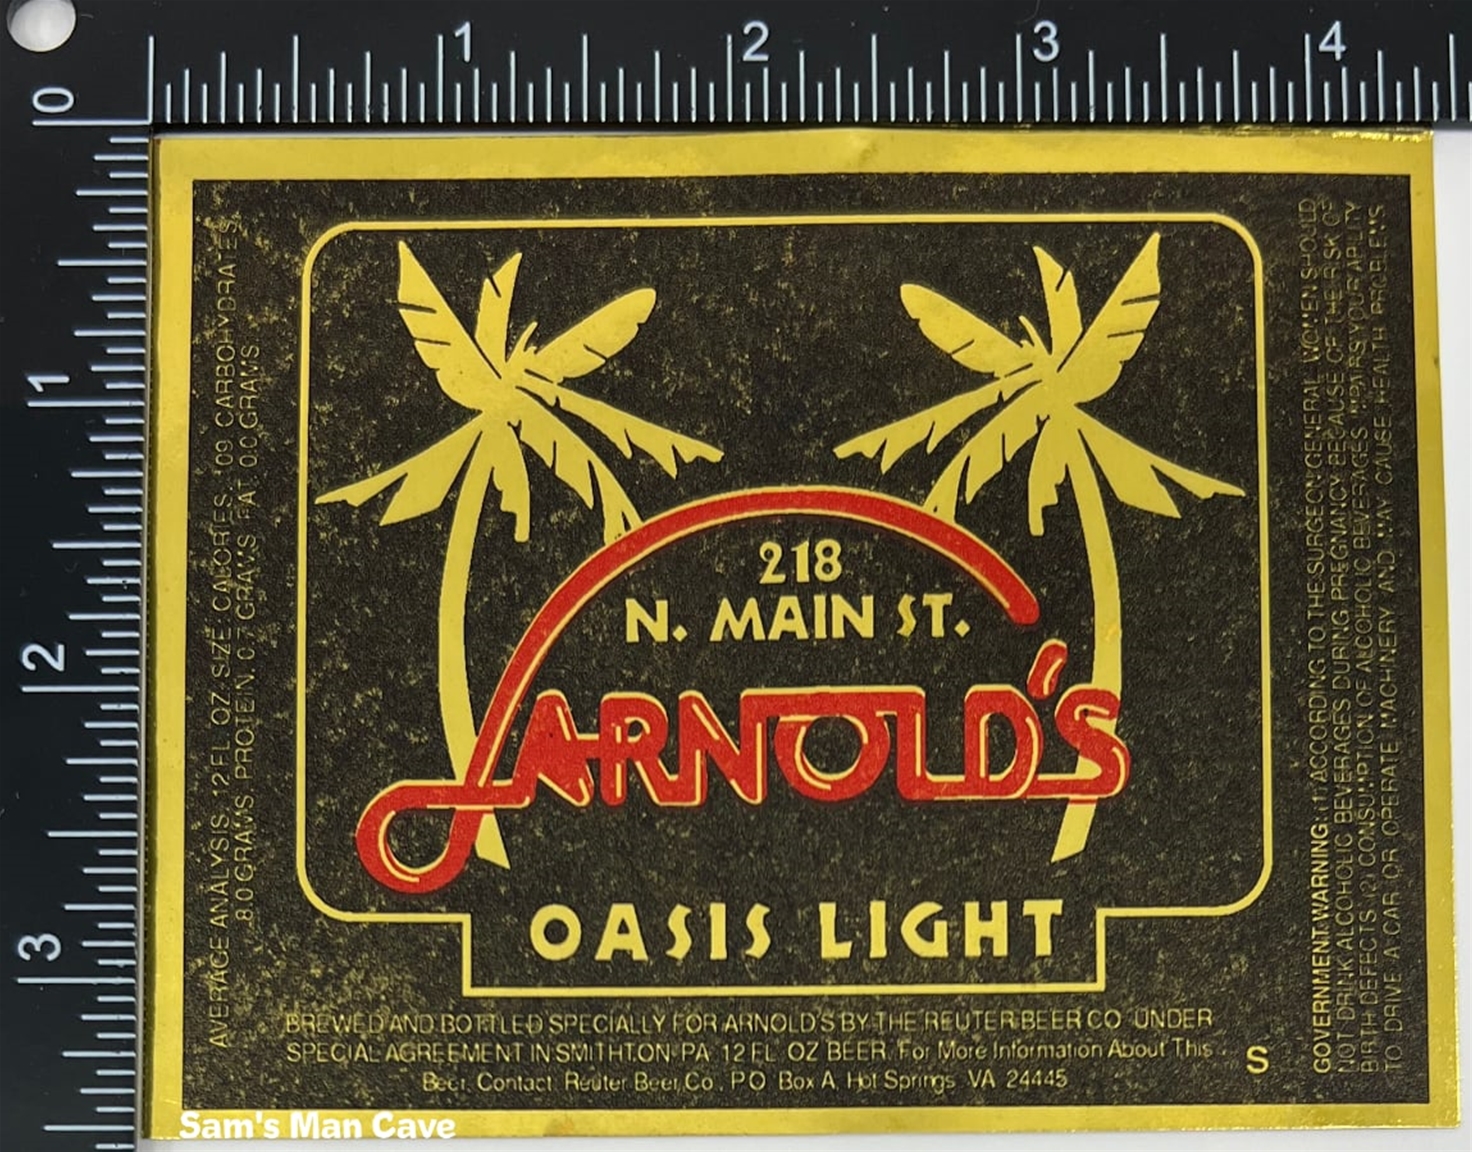 1 2 3 4
0
1
2
3
AVERAGE ANALYSIS. 12 FL. OZ. SIZE: CALORIES, 109 CARBOHYDRATES,
8.0 GRAMS PROTEIN, 0.7 GRAMS FAT, 0.0 GRAMS
218
N. MAIN ST.
ARNOLD'S
OASIS LIGHT
BREWED AND BOTTLED SPECIALLY FOR ARNOLD'S BY THE REUTER BEER CO UNDER
SPECIAL AGREEMENT IN SMITHTON PA 12 FL OZ BEER. For More Information About This
Beer, Contact Reuter Beer Co., P O Box A, Hot Springs VA 24445
S
GOVERNMENT WARNING: (1) ACCORDING TO THE SURGEON GENERAL WOMEN SHOULD
NOT DRINK ALCOHOLIC BEVERAGES DURING PREGNANCY BECAUSE OF THE RISK OF
BIRTH DEFECTS (2) CONSUMPTION OF ALCOHOLIC BEVERAGES IMPAIRS YOUR ABILITY
TO DRIVE A CAR OR OPERATE MACHINERY AND MAY CAUSE HEALTH PROBLEMS
Sam's Man Cave